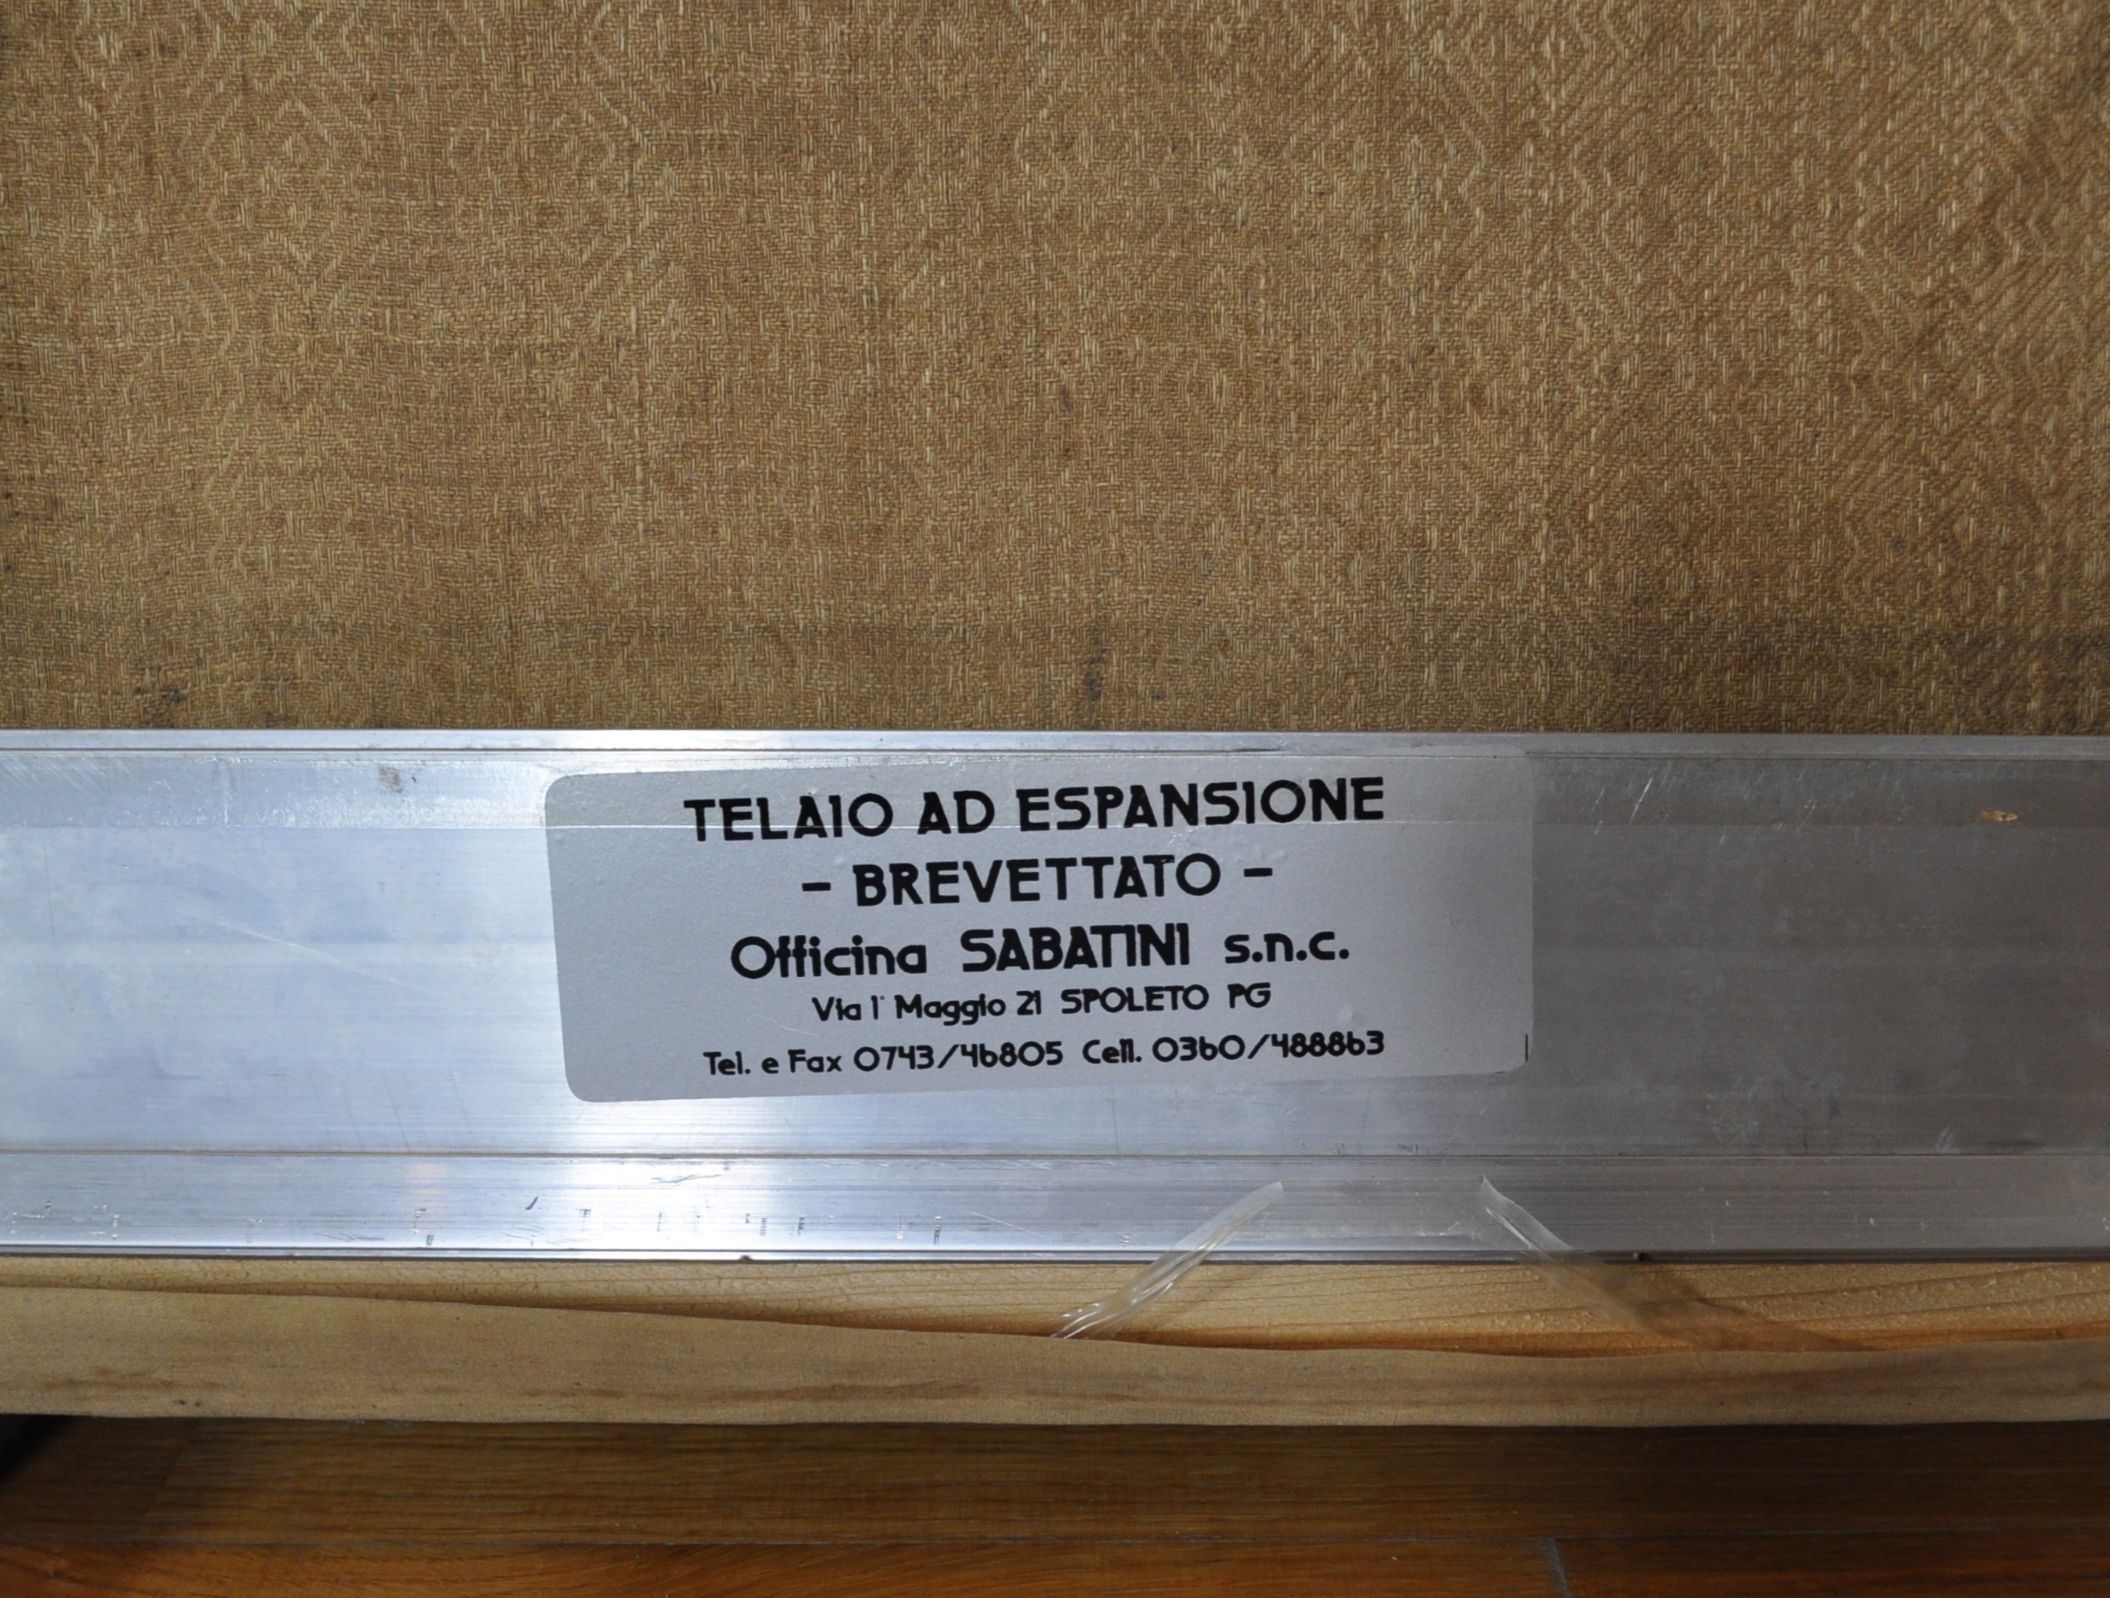 TELAIO AD ESPANSIONE
- BREVETTATO -
Officina SABATINI s.n.c.
Via 1° Maggio 21 SPOLETO PG
Tel. e Fax 0743/46805 Cell. 0360/488863